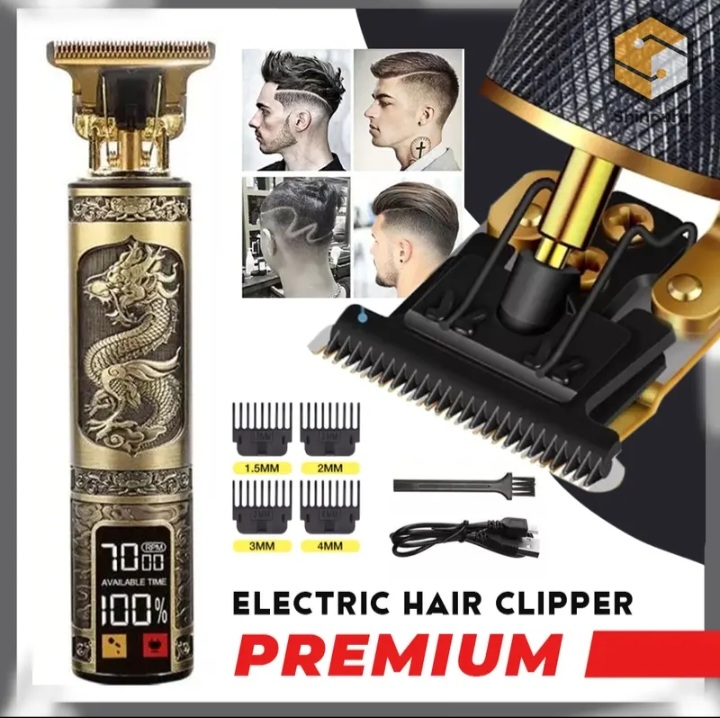 1.5MM
2MM
3MM
4MM
7000
RPM
AVAILABLE TIME
100%
ELECTRIC HAIR CLIPPER
PREMIUM